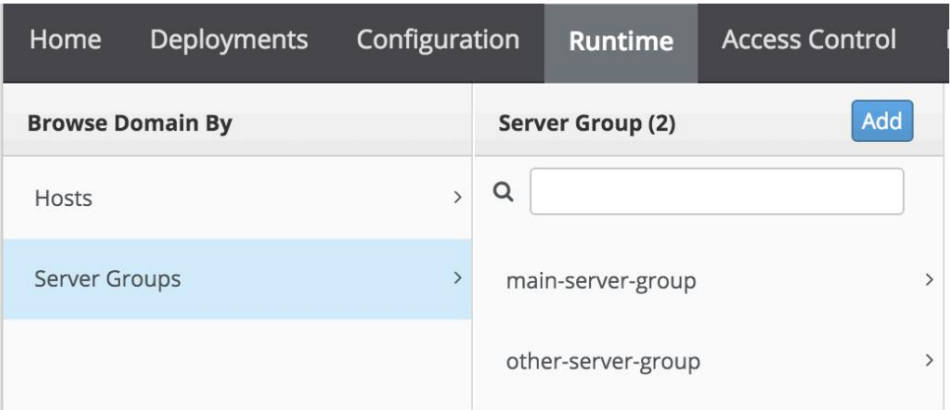 Home Deployments Configuration Runtime Access Control
Browse Domain By
Server Group (2) Add
Hosts
Server Groups
main-server-group
other-server-group